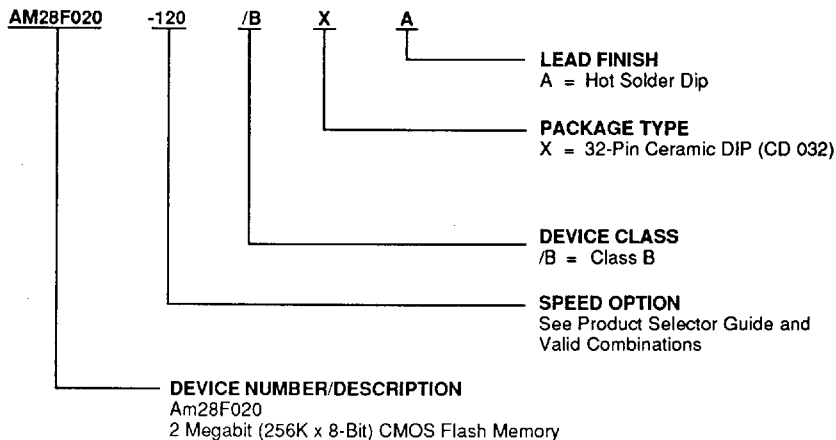 AM28F020 -120 /B X A
LEAD FINISH
A = Hot Solder Dip
PACKAGE TYPE
X = 32-Pin Ceramic DIP (CD 032)
DEVICE CLASS
/B = Class B
SPEED OPTION
See Product Selector Guide and
Valid Combinations
DEVICE NUMBER/DESCRIPTION
Am28F020
2 Megabit (256K x 8-Bit) CMOS Flash Memory